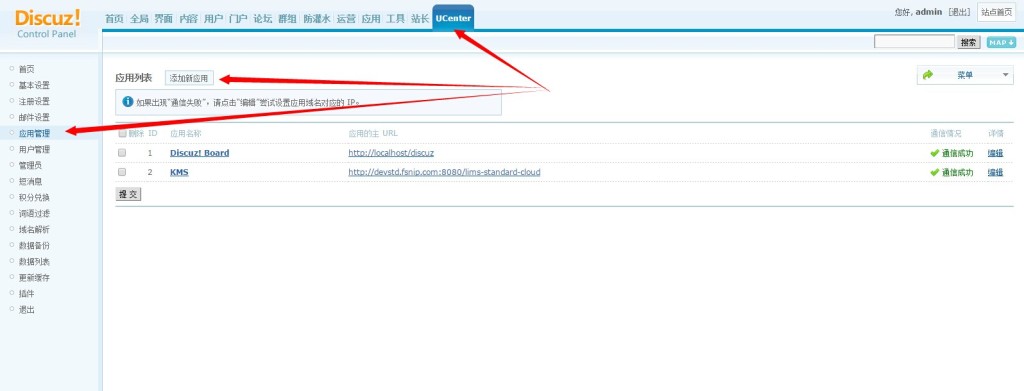 Discuz!
Control Panel
首页 全局 界面 内容 用户 门户 论坛 群组 防灌水 运营 应用 工具 站长 UCenter
您好, admin [退出] 站点首页
搜索 MAP
首页
基本设置
注册设置
邮件设置
应用管理
用户管理
管理员
短消息
积分兑换
词语过滤
域名解析
数据备份
数据列表
更新缓存
插件
退出
应用列表 添加新应用
菜单
如果出现"通信失败"，请点击"编辑"尝试设置应用域名对应的 IP。
删除 ID 应用名称 应用的主 URL 通信情况 详情
1 Discuz! Board http://localhost/discuz 通信成功 编辑
2 KMS http://devstd.fsnip.com:8080/lims-standard-cloud 通信成功 编辑
提 交